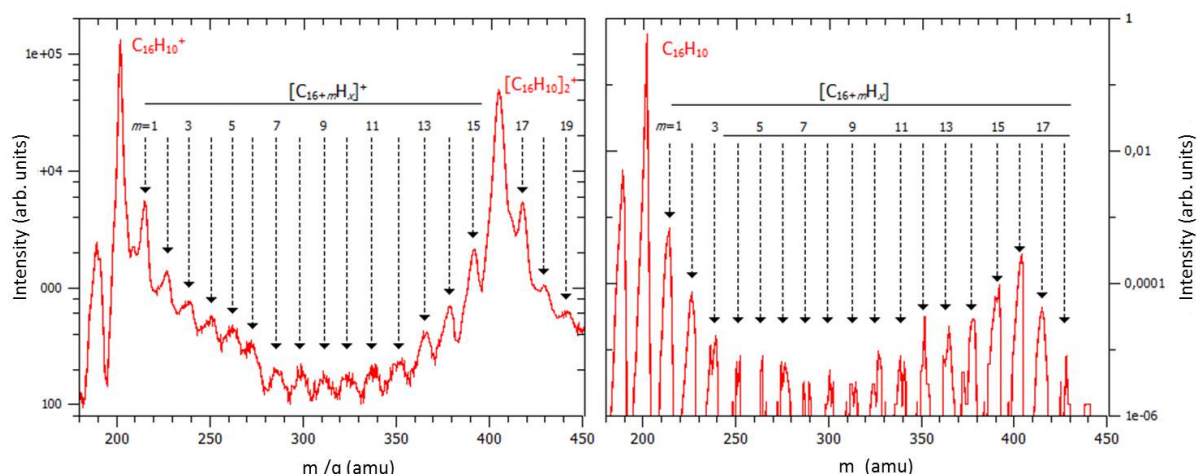 C16H10+
[C16+mHx]+
[C16H10]2+
m=1 3 5 7 9 11 13 15 17 19
1e+05
+04
000
100
Intensity (arb. units)
200 250 300 350 400 450
m /q (amu)
C16H10
[C16+mHx]
m=1 3 5 7 9 11 13 15 17
1
0,01
0,0001
1e-06
Intensity (arb. units)
200 250 300 350 400 450
m (amu)